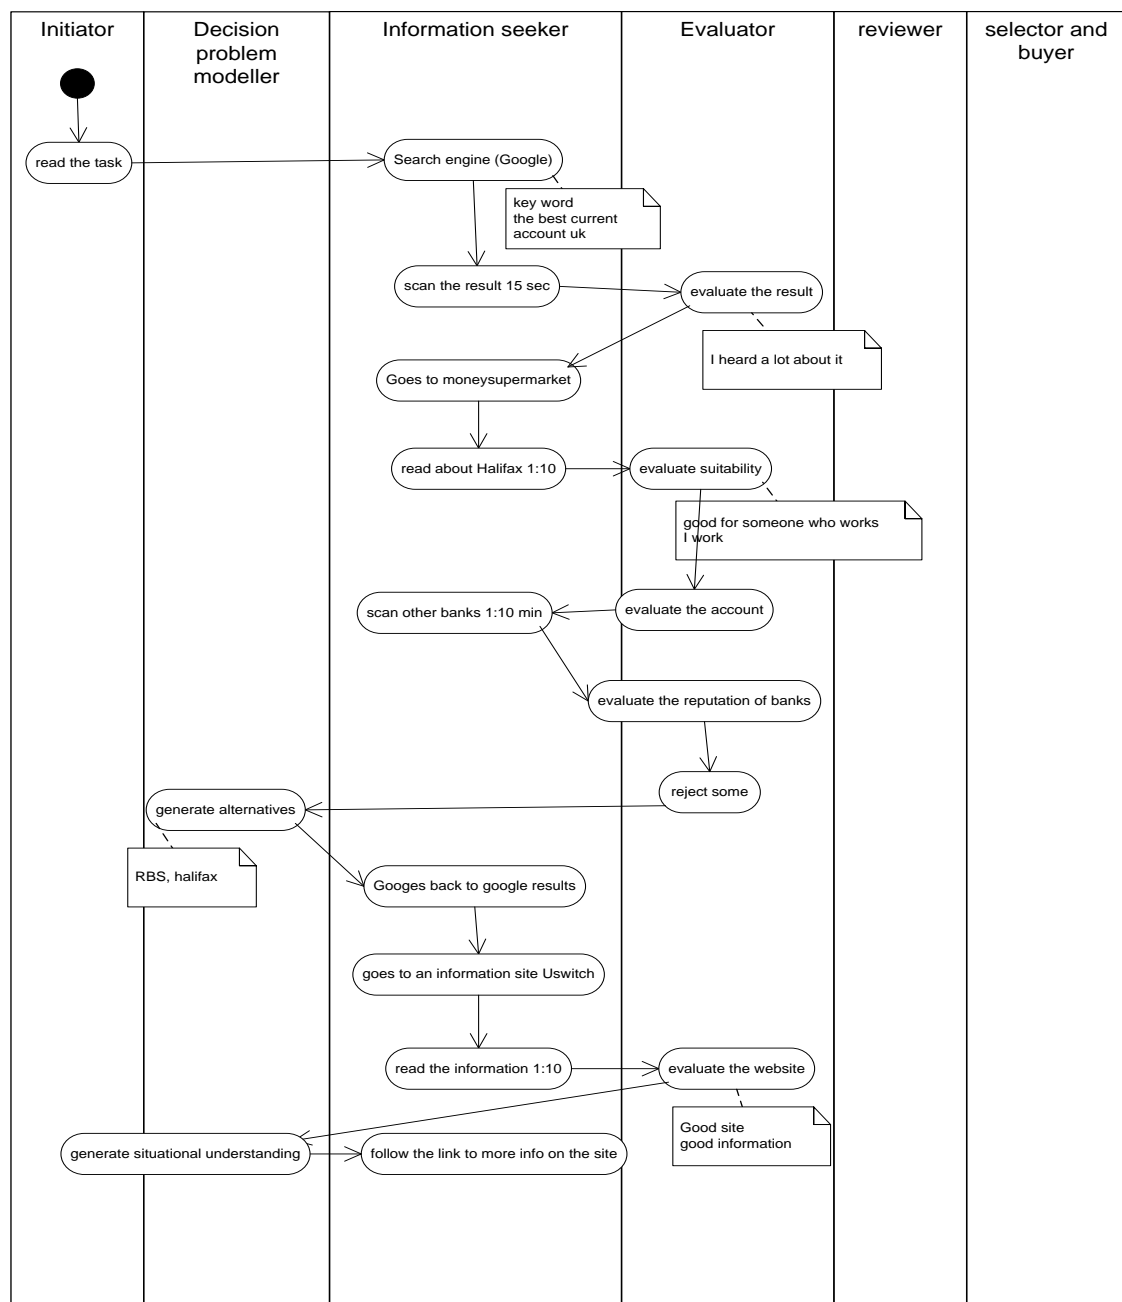 Initiator
Decision
problem
modeller
Information seeker
Evaluator
reviewer
selector and
buyer
read the task
Search engine (Google)
key word
the best current
account uk
scan the result 15 sec
evaluate the result
I heard a lot about it
Goes to moneysupermarket
read about Halifax 1:10
evaluate suitability
good for someone who works
I work
evaluate the account
scan other banks 1:10 min
evaluate the reputation of banks
reject some
generate alternatives
RBS, halifax
Googes back to google results
goes to an information site Uswitch
read the information 1:10
evaluate the website
Good site
good information
generate situational understanding
follow the link to more info on the site